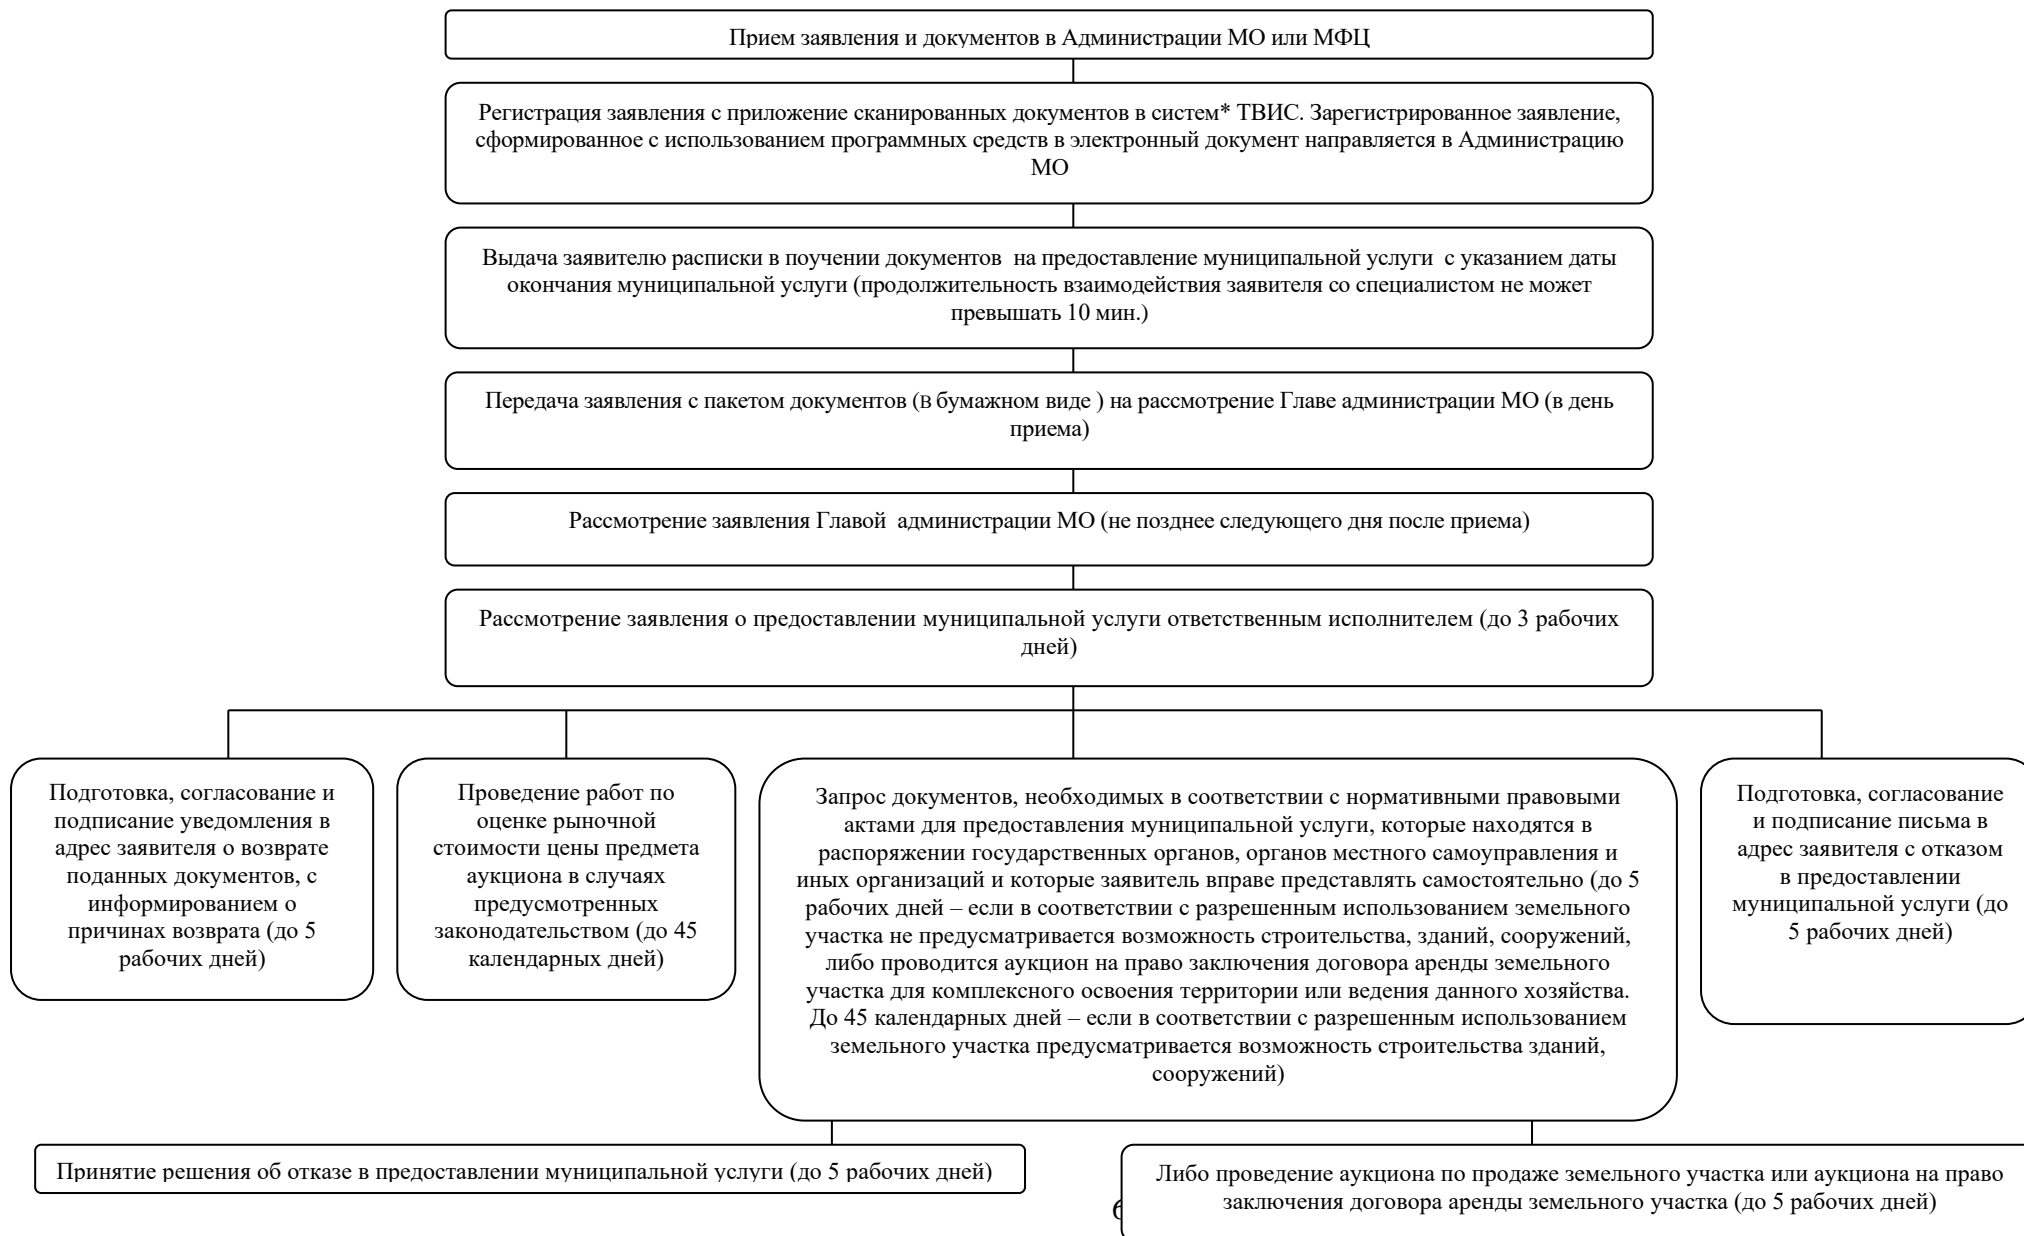 Прием заявления и документов в Администрации МО или МФЦ
Регистрация заявления с приложение сканированных документов в систем* ТВИС. Зарегистрированное заявление,
сформированное с использованием программных средств в электронный документ направляется в Администрацию
МО
Выдача заявителю расписки в поучении документов на предоставление муниципальной услуги с указанием даты
окончания муниципальной услуги (продолжительность взаимодействия заявителя со специалистом не может
превышать 10 мин.)
Передача заявления с пакетом документов (в бумажном виде ) на рассмотрение Главе администрации МО (в день
приема)
Рассмотрение заявления Главой администрации МО (не позднее следующего дня после приема)
Рассмотрение заявления о предоставлении муниципальной услуги ответственным исполнителем (до 3 рабочих
дней)
Подготовка, согласование и
подписание уведомления в
адрес заявителя о возврате
поданных документов, с
информированием о
причинах возврата (до 5
рабочих дней)
Проведение работ по
оценке рыночной
стоимости цены предмета
аукциона в случаях
предусмотренных
законодательством (до 45
календарных дней)
Запрос документов, необходимых в соответствии с нормативными правовыми
актами для предоставления муниципальной услуги, которые находятся в
распоряжении государственных органов, органов местного самоуправления и
иных организаций и которые заявитель вправе представлять самостоятельно (до 5
рабочих дней – если в соответствии с разрешенным использованием земельного
участка не предусматривается возможность строительства, зданий, сооружений,
либо проводится аукцион на право заключения договора аренды земельного
участка для комплексного освоения территории или ведения данного хозяйства.
До 45 календарных дней – если в соответствии с разрешенным использованием
земельного участка предусматривается возможность строительства зданий,
сооружений)
Подготовка, согласование
и подписание письма в
адрес заявителя с отказом
в предоставлении
муниципальной услуги (до
5 рабочих дней)
Принятие решения об отказе в предоставлении муниципальной услуги (до 5 рабочих дней)
Либо проведение аукциона по продаже земельного участка или аукциона на право
заключения договора аренды земельного участка (до 5 рабочих дней)